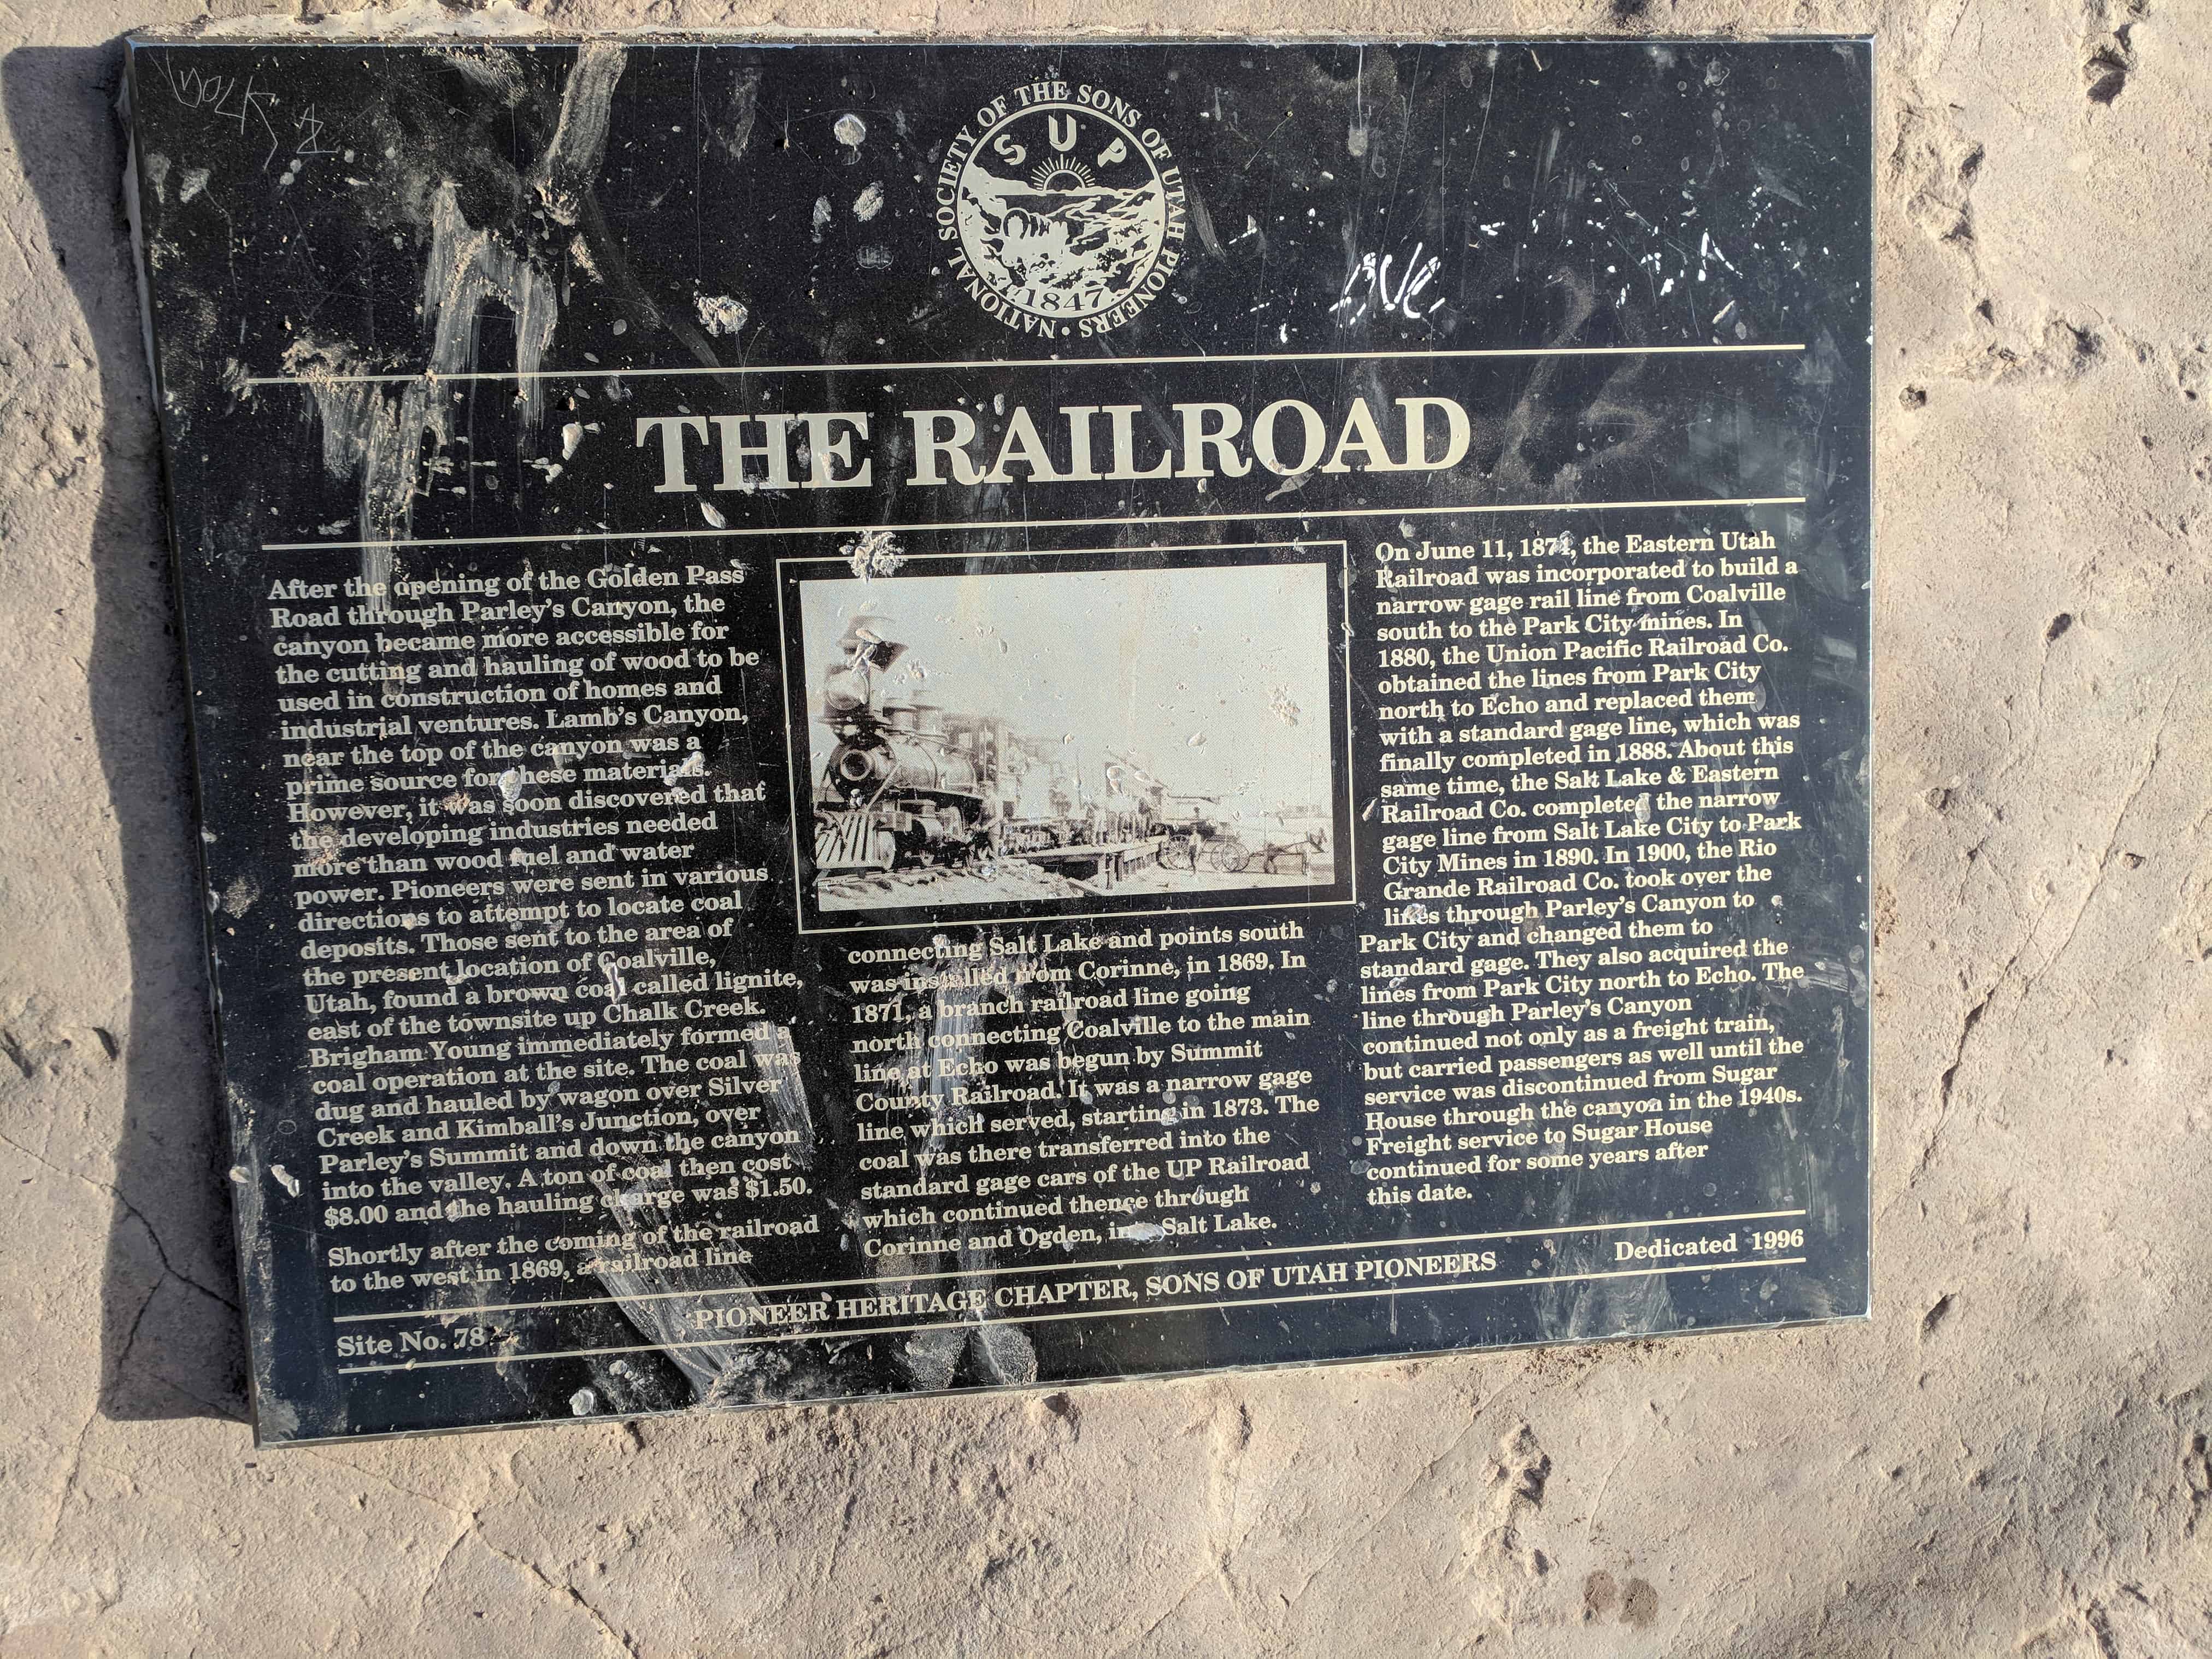 NATIONAL SOCIETY OF THE SONS OF UTAH PIONEERS •
SUP
1847
THE RAILROAD
After the opening of the Golden Pass
Road through Parley's Canyon, the
canyon became more accessible for
the cutting and hauling of wood to be
used in construction of homes and
industrial ventures. Lamb's Canyon,
near the top of the canyon was a
prime source for these materials.
However, it was soon discovered that
the developing industries needed
more than wood fuel and water
power. Pioneers were sent in various
directions to attempt to locate coal
deposits. Those sent to the area of
the present location of Coalville,
Utah, found a brown coal called lignite,
east of the townsite up Chalk Creek.
Brigham Young immediately formed a
coal operation at the site. The coal was
dug and hauled by wagon over Silver
Creek and Kimball's Junction, over
Parley's Summit and down the canyon
into the valley. A ton of coal then cost
$8.00 and the hauling charge was $1.50.
Shortly after the coming of the railroad
to the west in 1869, a railroad line
connecting Salt Lake and points south
was installed from Corinne, in 1869. In
1871, a branch railroad line going
north connecting Coalville to the main
line at Echo was begun by Summit
County Railroad. It was a narrow gage
line which served, starting in 1873. The
coal was there transferred into the
standard gage cars of the UP Railroad
which continued thence through
Corinne and Ogden, Salt Lake.
On June 11, the Eastern Utah
Railroad was incorporated to build a
narrow gage rail line from Coalville
south to the Park City mines. In
1880, the Union Pacific Railroad Co.
obtained the lines from Park City
north to Echo and replaced them
with a standard gage line, which was
finally completed in 1888. About this
same time, the Salt Lake & Eastern
Railroad Co. completed the narrow
gage line from Salt Lake City to Park
City Mines in 1890. In 1900, the Rio
Grande Railroad Co. took over the
lines through Parley's Canyon to
Park City and changed them to
standard gage. They also acquired the
lines from Park City north to Echo. The
line through Parley's Canyon
continued not only as a freight train,
but carried passengers as well until the
service was discontinued from Sugar
House through the canyon in the 1940s.
Freight service to Sugar House
continued for some years after
this date.
Site No. 78
PIONEER HERITAGE CHAPTER, SONS OF UTAH PIONEERS
Dedicated 1996